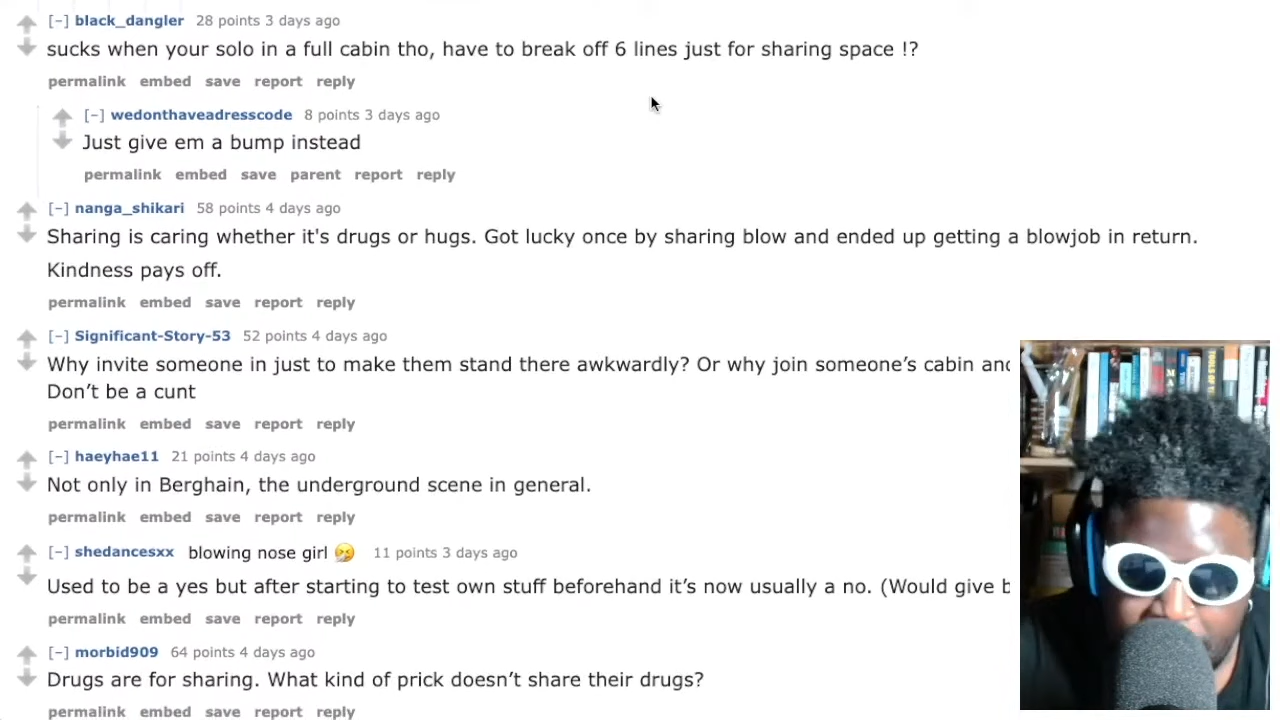 [-] black_dangler 28 points 3 days ago
sucks when your solo in a full cabin tho, have to break off 6 lines just for sharing space !?
permalink embed save report reply
[-] wedonthaveadresscode 8 points 3 days ago
Just give em a bump instead
permalink embed save parent report reply
[-] nanga_shikari 58 points 4 days ago
Sharing is caring whether it's drugs or hugs. Got lucky once by sharing blow and ended up getting a blowjob in return.
Kindness pays off.
permalink embed save report reply
[-] Significant-Story-53 52 points 4 days ago
Why invite someone in just to make them stand there awkwardly? Or why join someone’s cabin
Don’t be a cunt
permalink embed save report reply
[-] haeyhae11 21 points 4 days ago
Not only in Berghain, the underground scene in general.
permalink embed save report reply
[-] shedancesxx blowing nose girl 🤧 11 points 3 days ago
Used to be a yes but after starting to test own stuff beforehand it’s now usually a no. (Would give
permalink embed save report reply
[-] morbid909 64 points 4 days ago
Drugs are for sharing. What kind of prick doesn’t share their drugs?
permalink embed save report reply